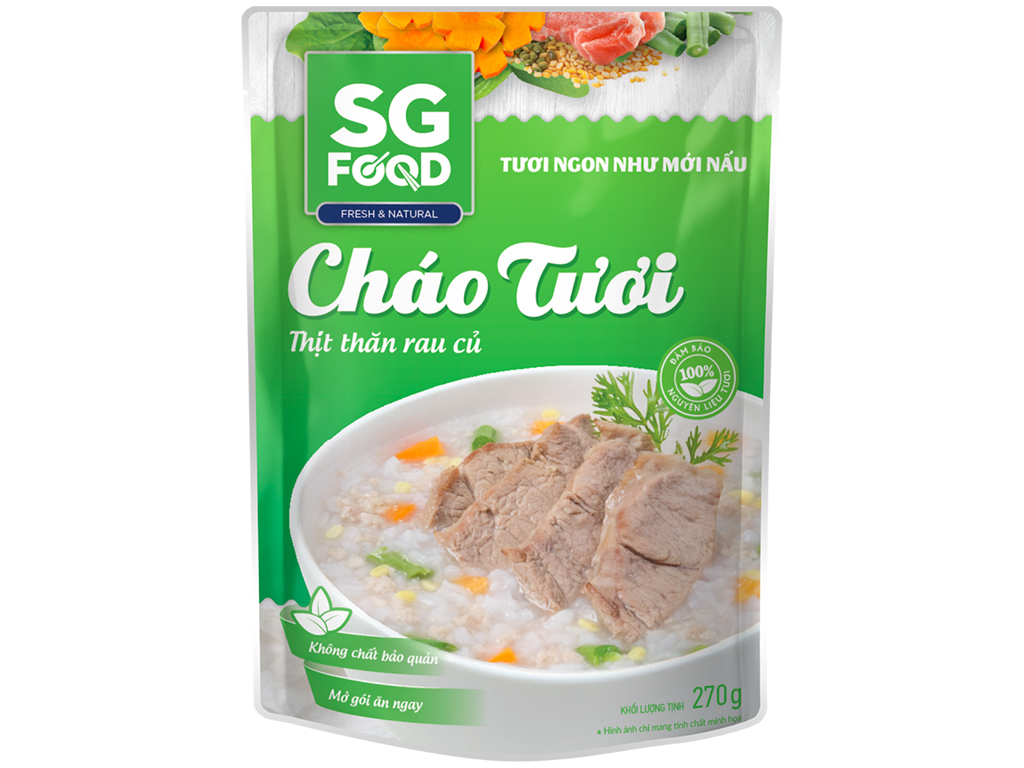 SG
FOOD
FRESH & NATURAL
TƯƠI NGON NHƯ MỚI NẤU
Cháo Tươi
Thịt thăn rau củ
ĐẢM BẢO
100%
NGUYÊN LIỆU TƯƠI
Không chất bảo quản
Mở gói ăn ngay
KHỐI LƯỢNG TỊNH 270g
* Hình ảnh chỉ mang tính chất minh họa